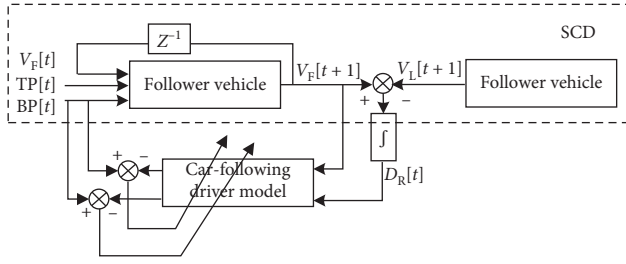 Z⁻¹
SCD
V_F[t]
TP[t]
BP[t]
Follower vehicle
V_F[t+1]
V_L[t+1]
Follower vehicle
+
−
∫
+
−
Car-following
driver model
D_R[t]
+
−